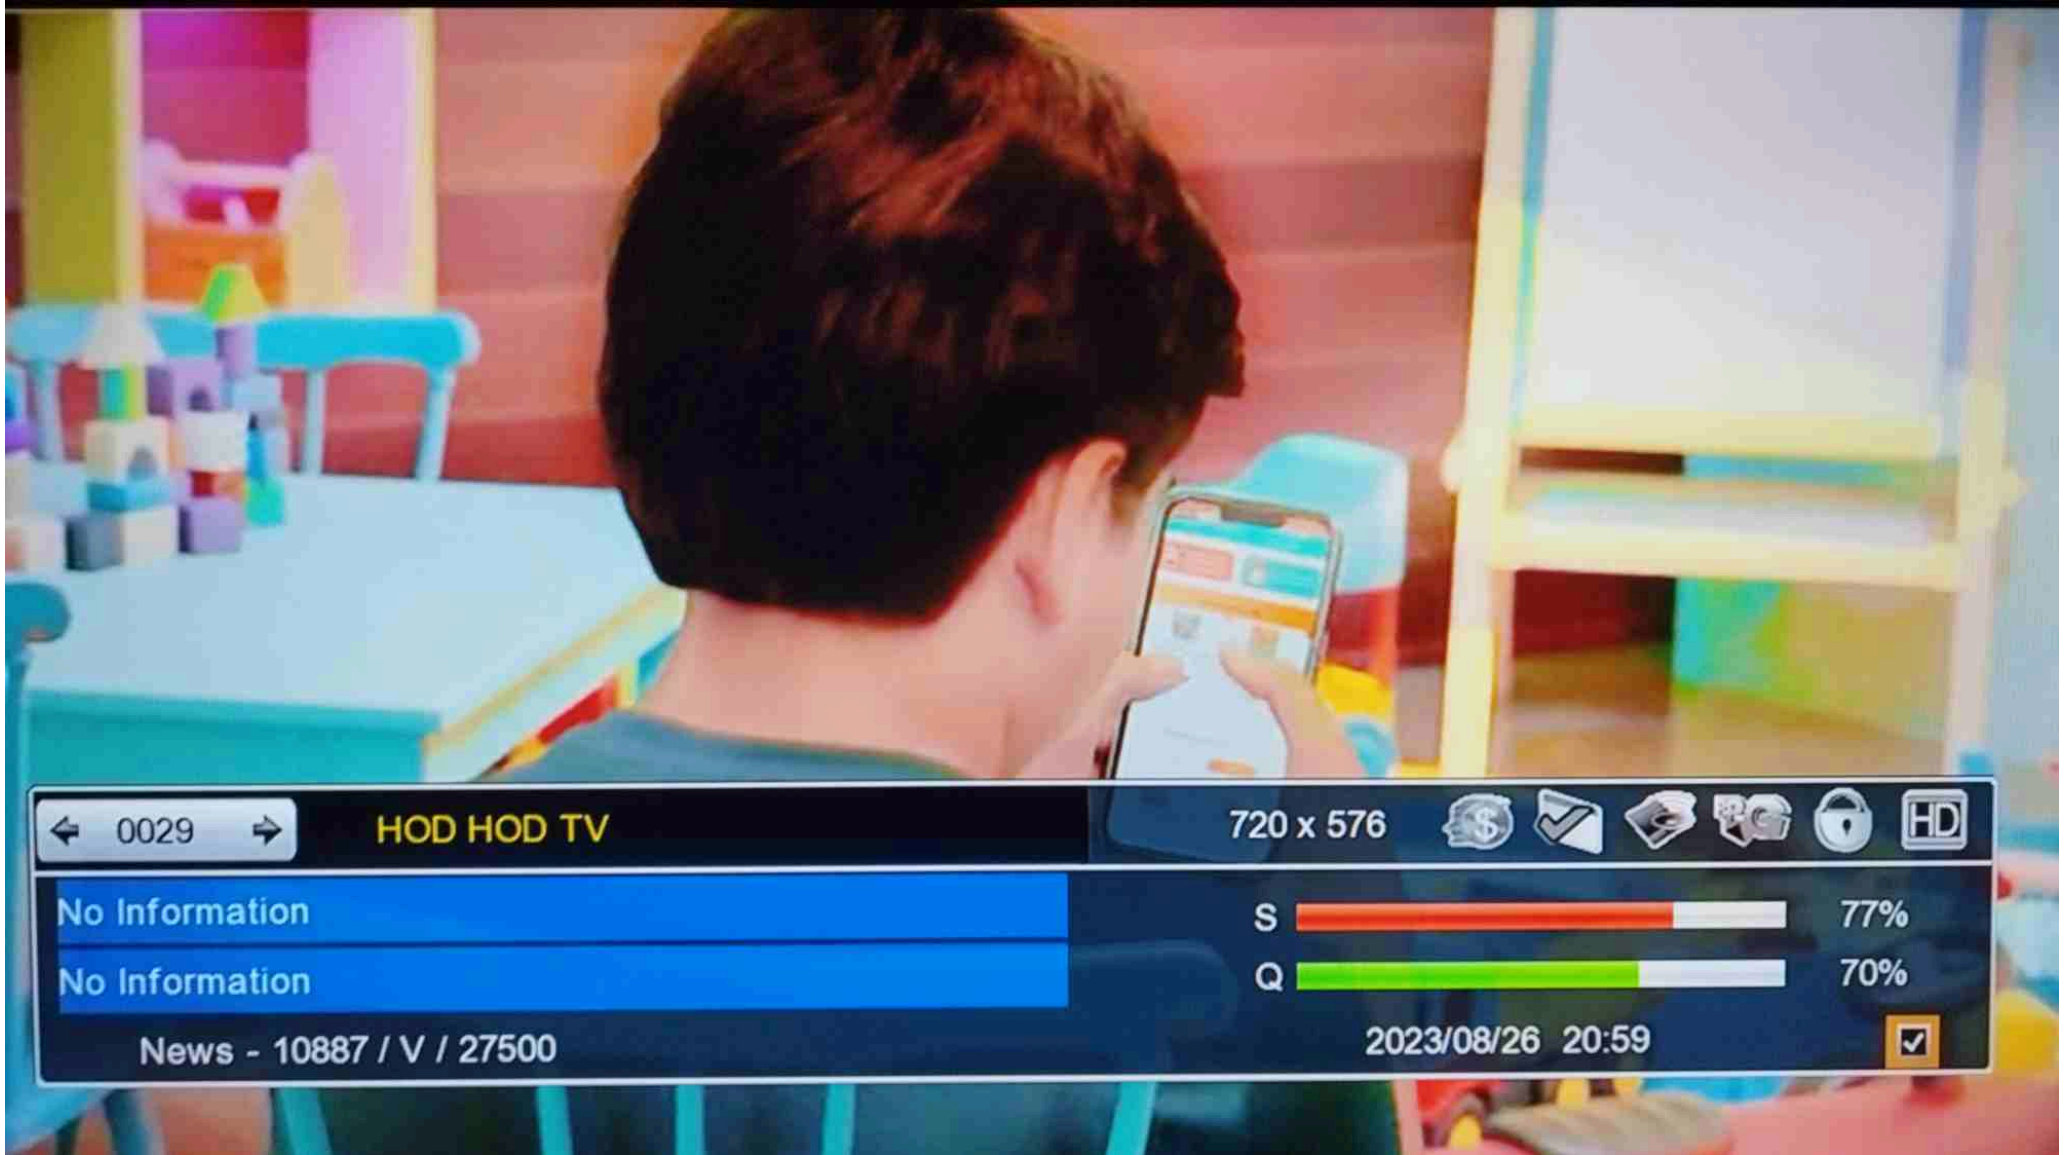 0029 HOD HOD TV 720 x 576 HD
No Information S 77%
No Information Q 70%
News - 10887 / V / 27500 2023/08/26 20:59